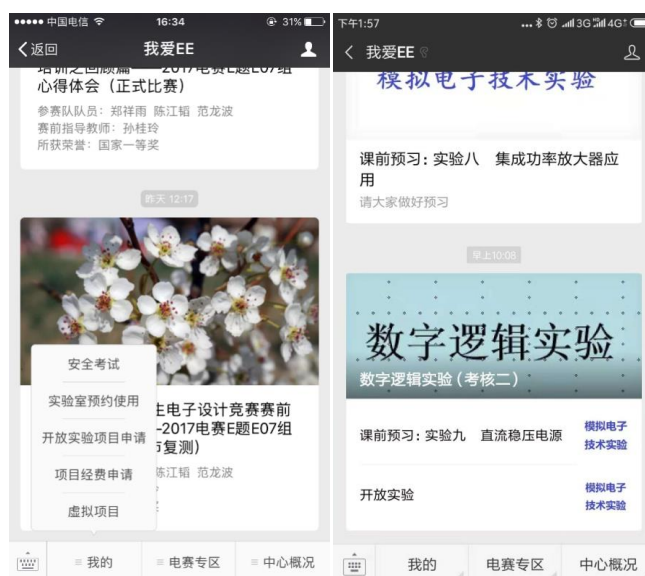 中国电信 16:34 31%
返回 我爱EE
培训之回顾篇——2017电赛E题E07组
心得体会（正式比赛）
参赛队队员：郑祥雨 陈江韬 范龙波
赛前指导教师：孙桂玲
所获荣誉：国家一等奖
昨天 12:17
安全考试
实验室预约使用
开放实验项目申请
项目经费申请
虚拟项目
生电子设计竞赛赛前
-2017电赛E题E07组
市复测）
陈江韬 范龙波
我的 电赛专区 中心概况
下午1:57 ... 3G 4G
我爱EE
模拟电子技术实验
课前预习：实验八 集成功率放大器应
用
请大家做好预习
早上10:08
数字逻辑实验
数字逻辑实验（考核二）
课前预习：实验九 直流稳压电源
模拟电子
技术实验
开放实验
模拟电子
技术实验
我的 电赛专区 中心概况